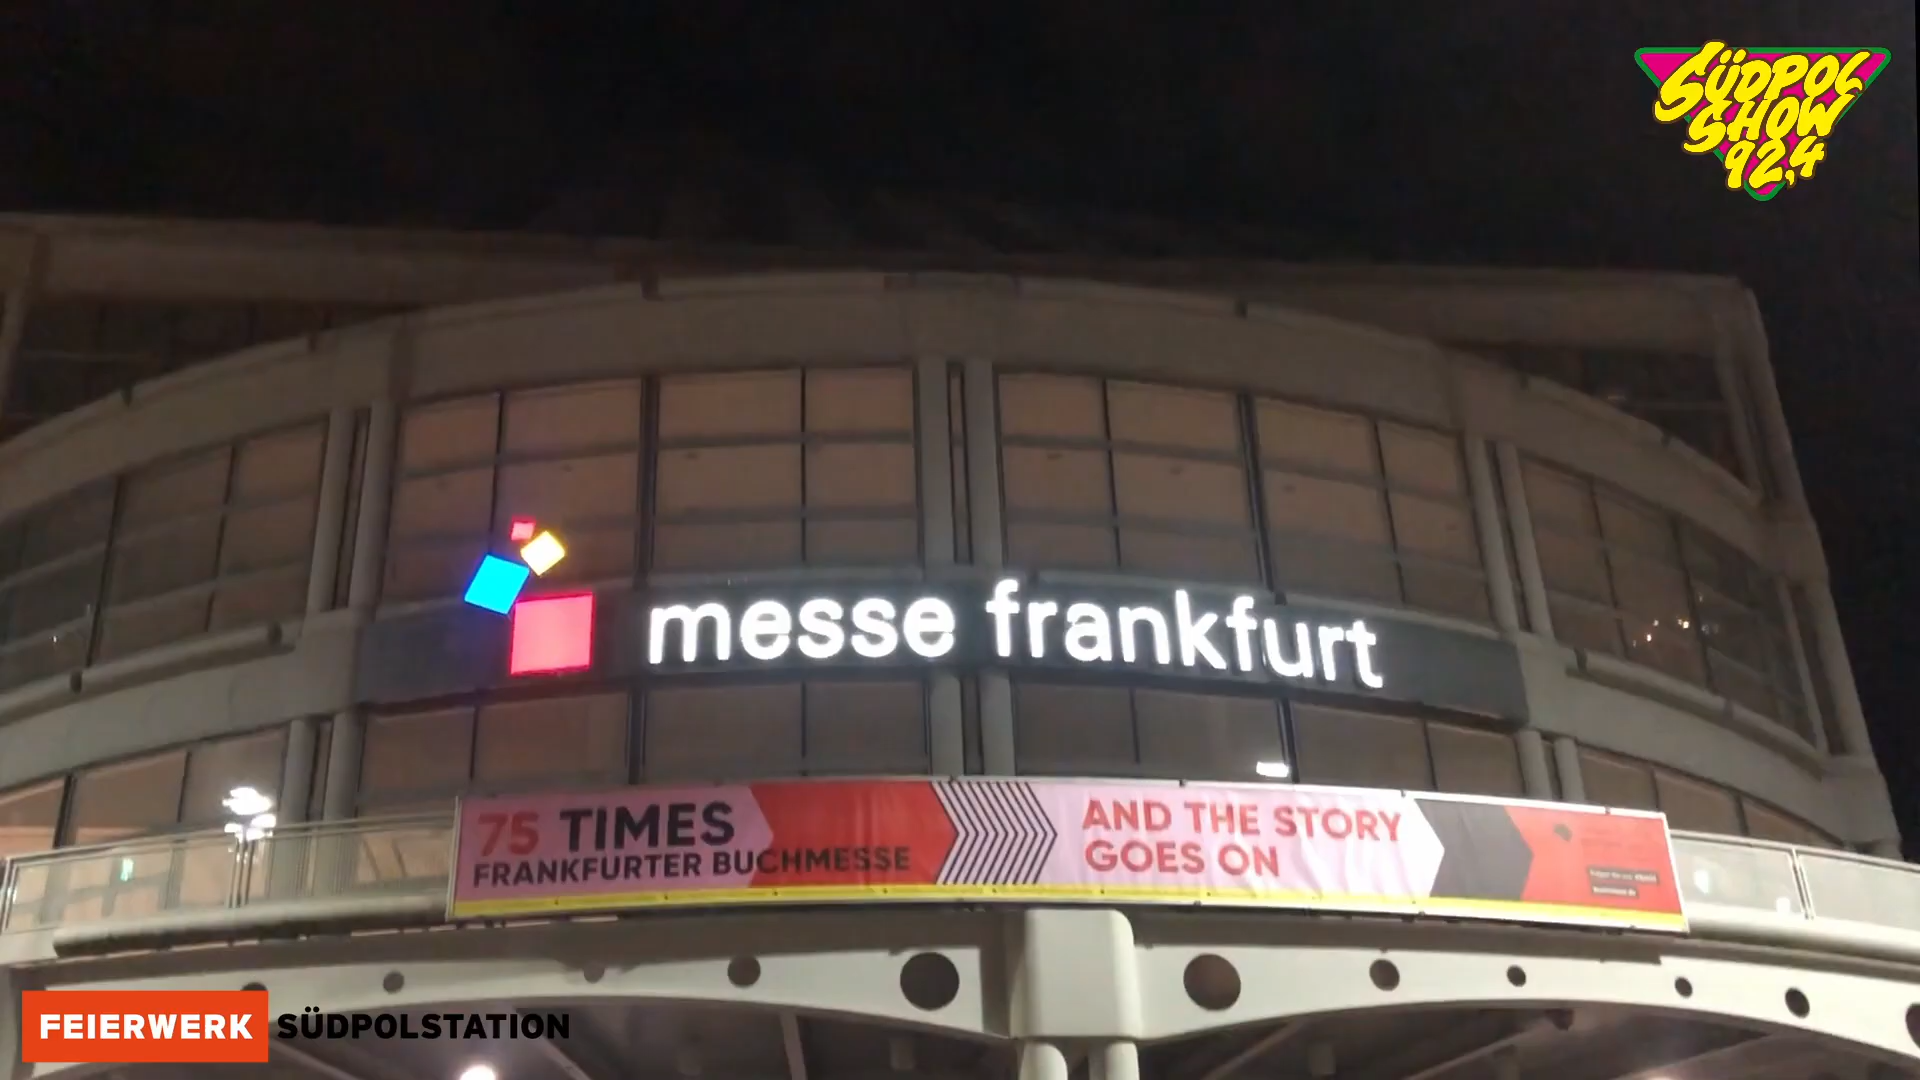 SÜDPOL
SHOW
92,4
messe frankfurt
75 TIMES
FRANKFURTER BUCHMESSE
AND THE STORY
GOES ON
FEIERWERK SÜDPOLSTATION